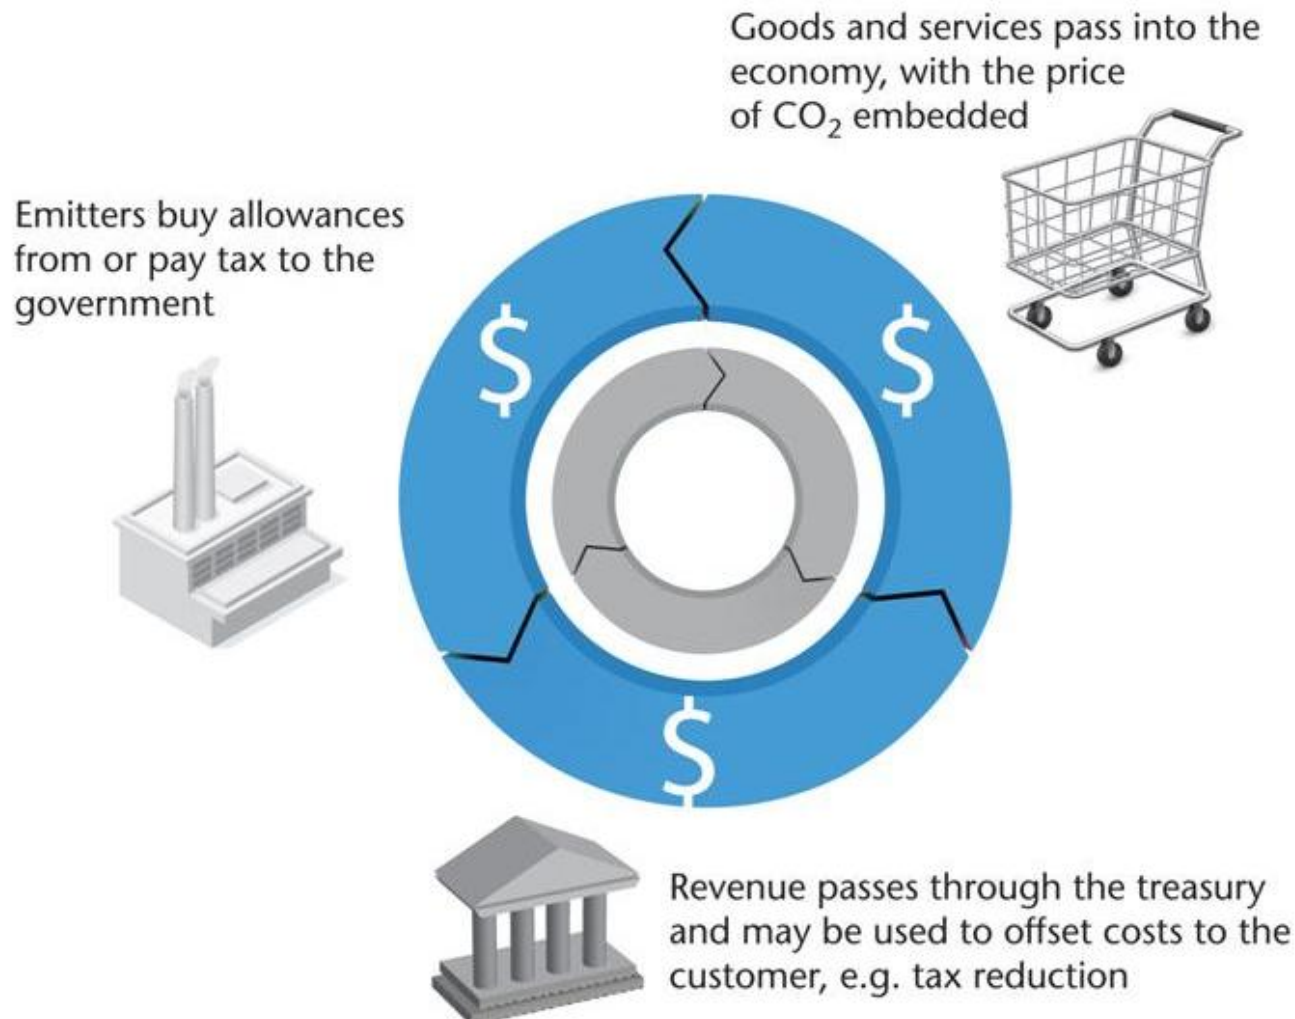 Goods and services pass into the
economy, with the price
of CO₂ embedded
Emitters buy allowances
from or pay tax to the
government
$
$
$
Revenue passes through the treasury
and may be used to offset costs to the
customer, e.g. tax reduction